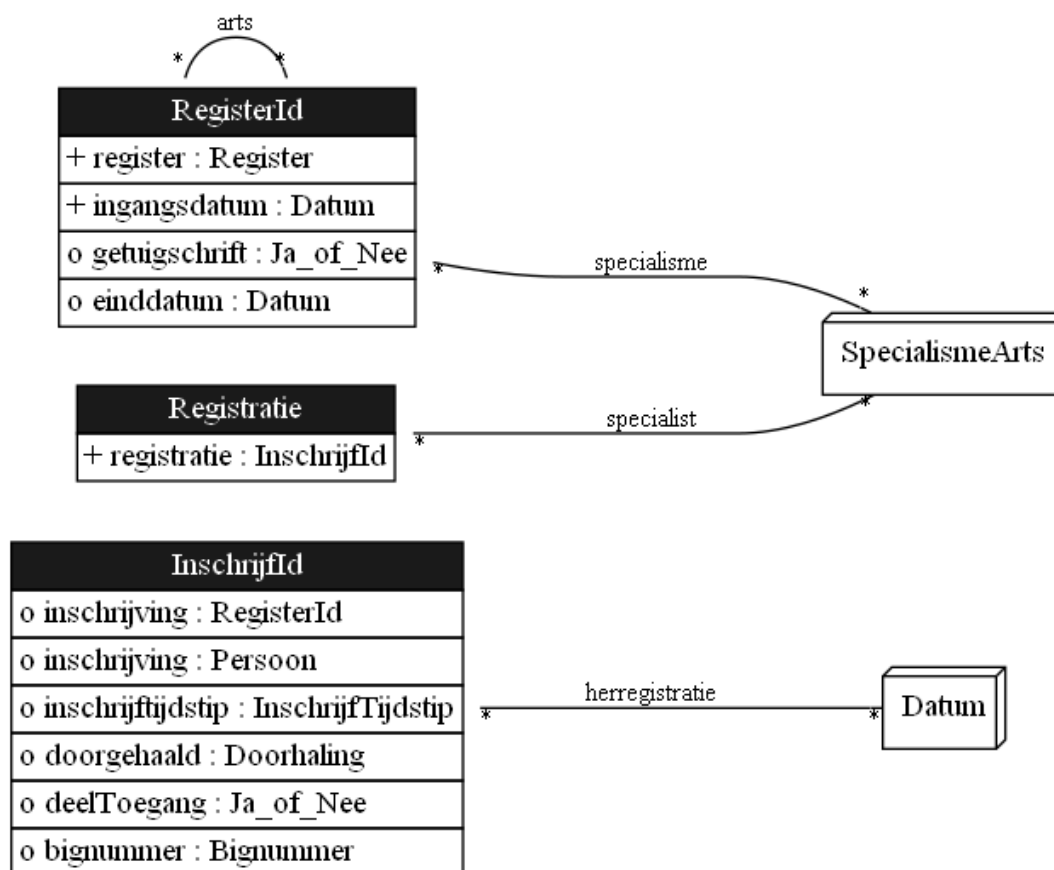 arts
* *
RegisterId
+ register : Register
+ ingangsdatum : Datum
o getuigschrift : Ja_of_Nee
o einddatum : Datum
* specialisme *
SpecialismeArts
Registratie
+ registratie : InschrijfId
* specialist *
InschrijfId
o inschrijving : RegisterId
o inschrijving : Persoon
o inschrijftijdstip : InschrijfTijdstip
o doorgehaald : Doorhaling
o deelToegang : Ja_of_Nee
o bignummer : Bignummer
* herregistratie *
Datum